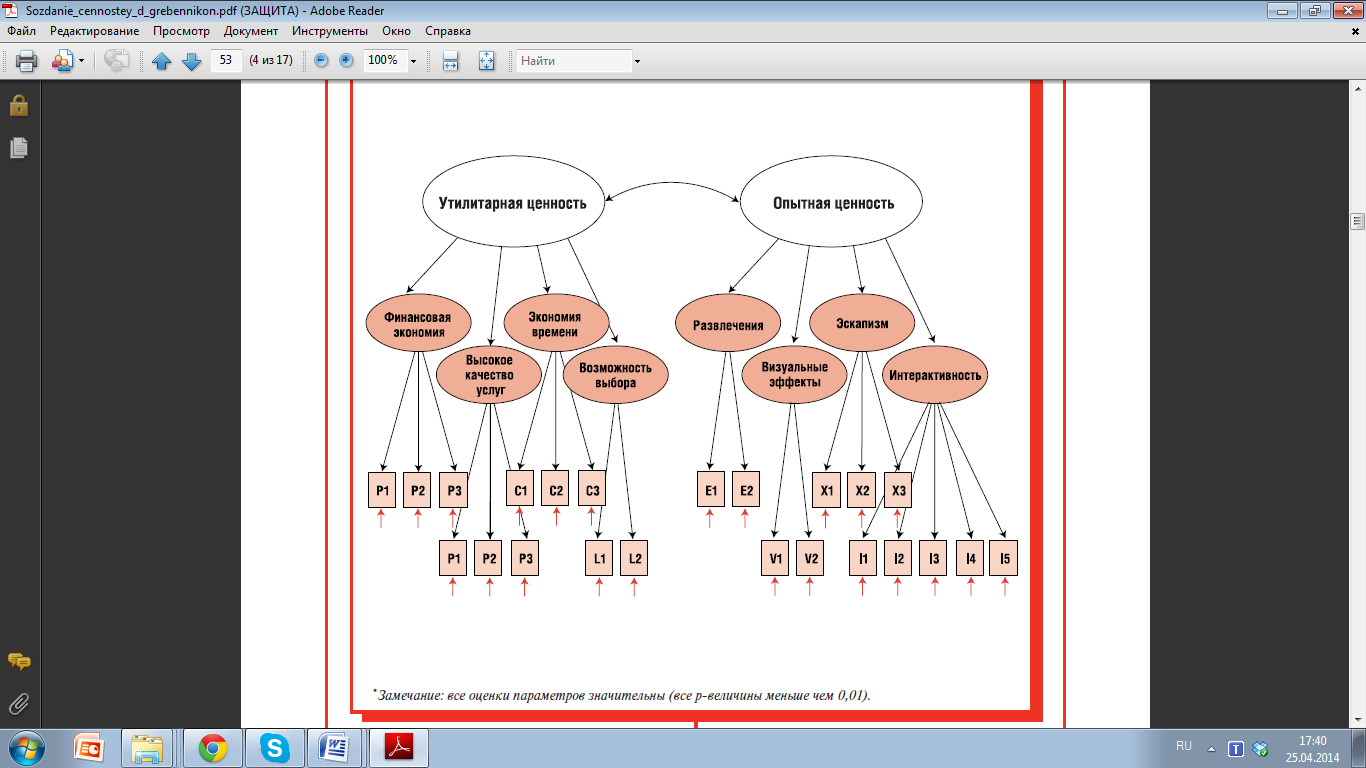 Sozdanie_cennostey_d_grebennikon.pdf (ЗАЩИТА) - Adobe Reader
Файл Редактирование Просмотр Документ Инструменты Окно Справка
53 (4 из 17) 100% Найти
Утилитарная ценность
Опытная ценность
Финансовая
экономия
Экономия
времени
Развлечения
Эскапизм
Высокое
качество
услуг
Возможность
выбора
Визуальные
эффекты
Интерактивность
P1 P2 P3 C1 C2 C3 E1 E2 X1 X2 X3
P1 P2 P3 L1 L2 V1 V2 I1 I2 I3 I4 I5
*Замечание: все оценки параметров значительны (все p-величины меньше чем 0,01).
RU
T
17:40
25.04.2014